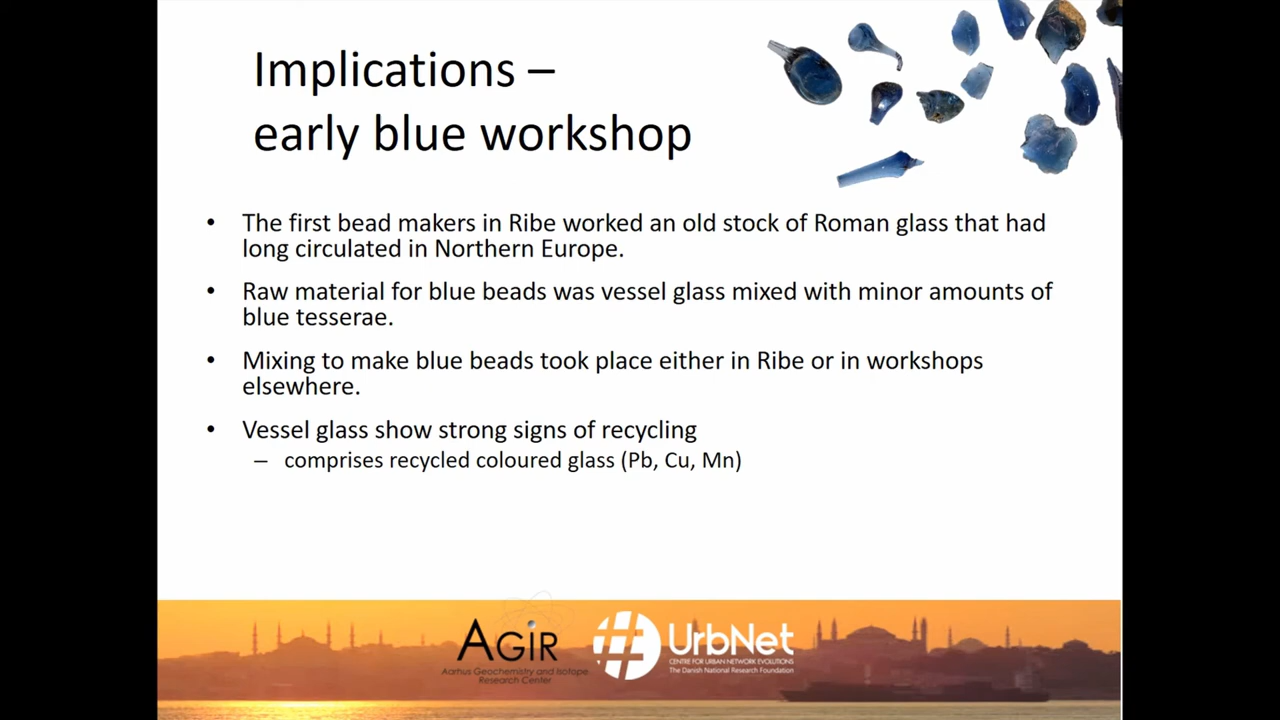 Implications –
early blue workshop
• The first bead makers in Ribe worked an old stock of Roman glass that had
long circulated in Northern Europe.
• Raw material for blue beads was vessel glass mixed with minor amounts of
blue tesserae.
• Mixing to make blue beads took place either in Ribe or in workshops
elsewhere.
• Vessel glass show strong signs of recycling
– comprises recycled coloured glass (Pb, Cu, Mn)
AGiR
Aarhus Geochemistry and Isotope
Research Center
UrbNet
CENTRE FOR URBAN NETWORK EVOLUTIONS
The Danish National Research Foundation